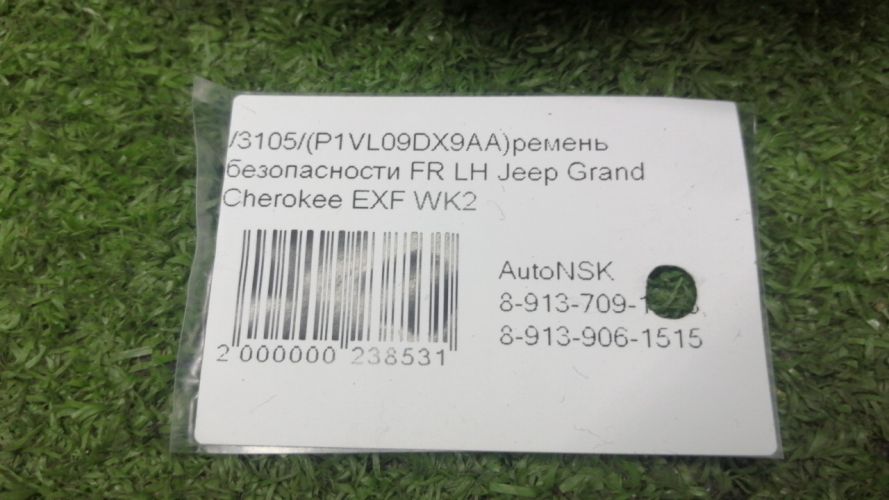 /3105/(P1VL09DX9AA)ремень
безопасности FR LH Jeep Grand
Cherokee EXF WK2
AutoNSK
8-913-709-
8-913-906-1515
2 000000 238531